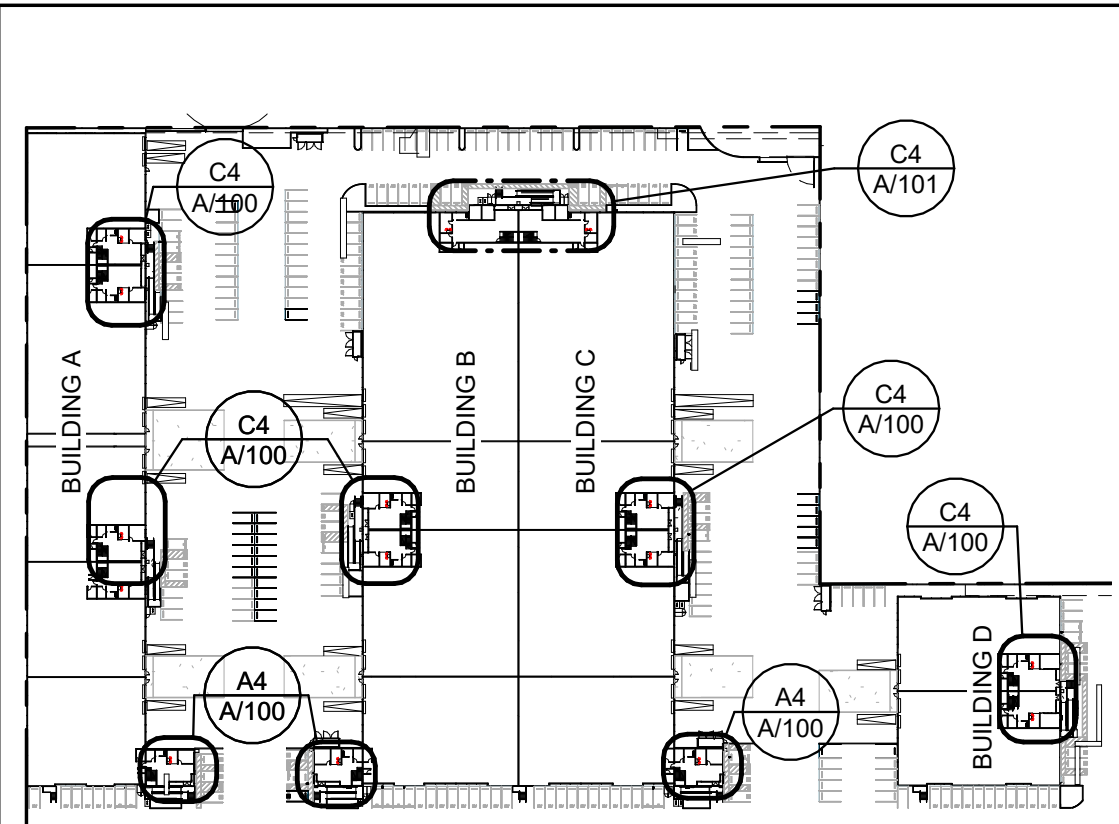 C4
A/100
C4
A/101
BUILDING A
BUILDING B
BUILDING C
C4
A/100
C4
A/100
C4
A/100
BUILDING D
A4
A/100
A4
A/100